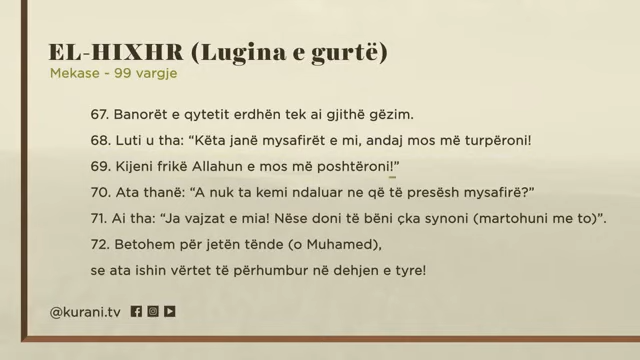 EL-HIXHR (Lugina e gurtë)
Mekase - 99 vargje
67. Banorët e qytetit erdhën tek ai gjithë gëzim.
68. Luti u tha: “Këta janë mysafirët e mi, andaj mos më turpëroni!
69. Kijeni frikë Allahun e mos më poshtëroni!”
70. Ata thanë: “A nuk ta kemi ndaluar ne që të presësh mysafirë?”
71. Ai tha: “Ja vajzat e mia! Nëse doni të bëni çka synoni (martohuni me to)”.
72. Betohem për jetën tënde (o Muhamed),
se ata ishin vërtet të përhumbur në dehjen e tyre!
@kurani.tv